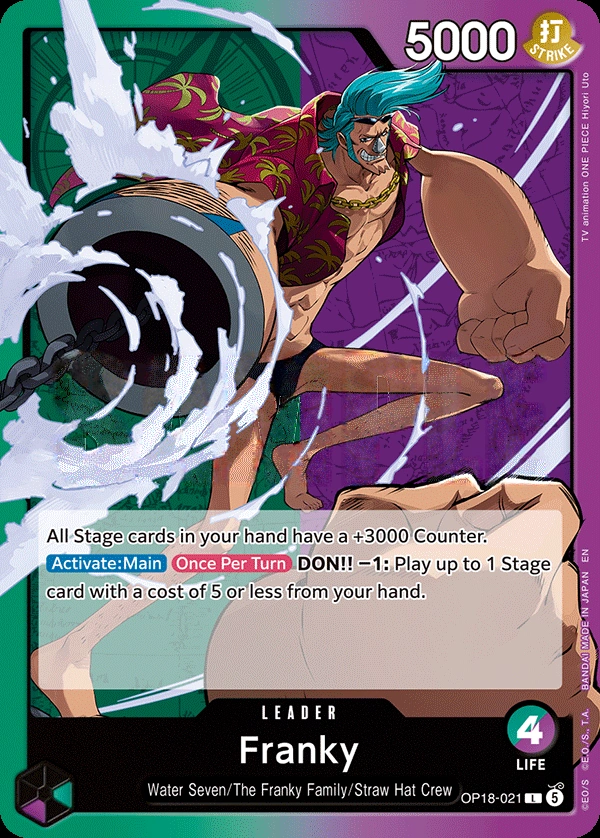 5000
打
STRIKE
TV animation ONE PIECE Hiyori Uto
All Stage cards in your hand have a +3000 Counter.
Activate:Main Once Per Turn DON!! −1: Play up to 1 Stage
card with a cost of 5 or less from your hand.
©E.O/S ©E.O./S., T.A. BANDAI MADE IN JAPAN EN
LEADER
Franky
4
LIFE
Water Seven/The Franky Family/Straw Hat Crew
OP18-021 L 5